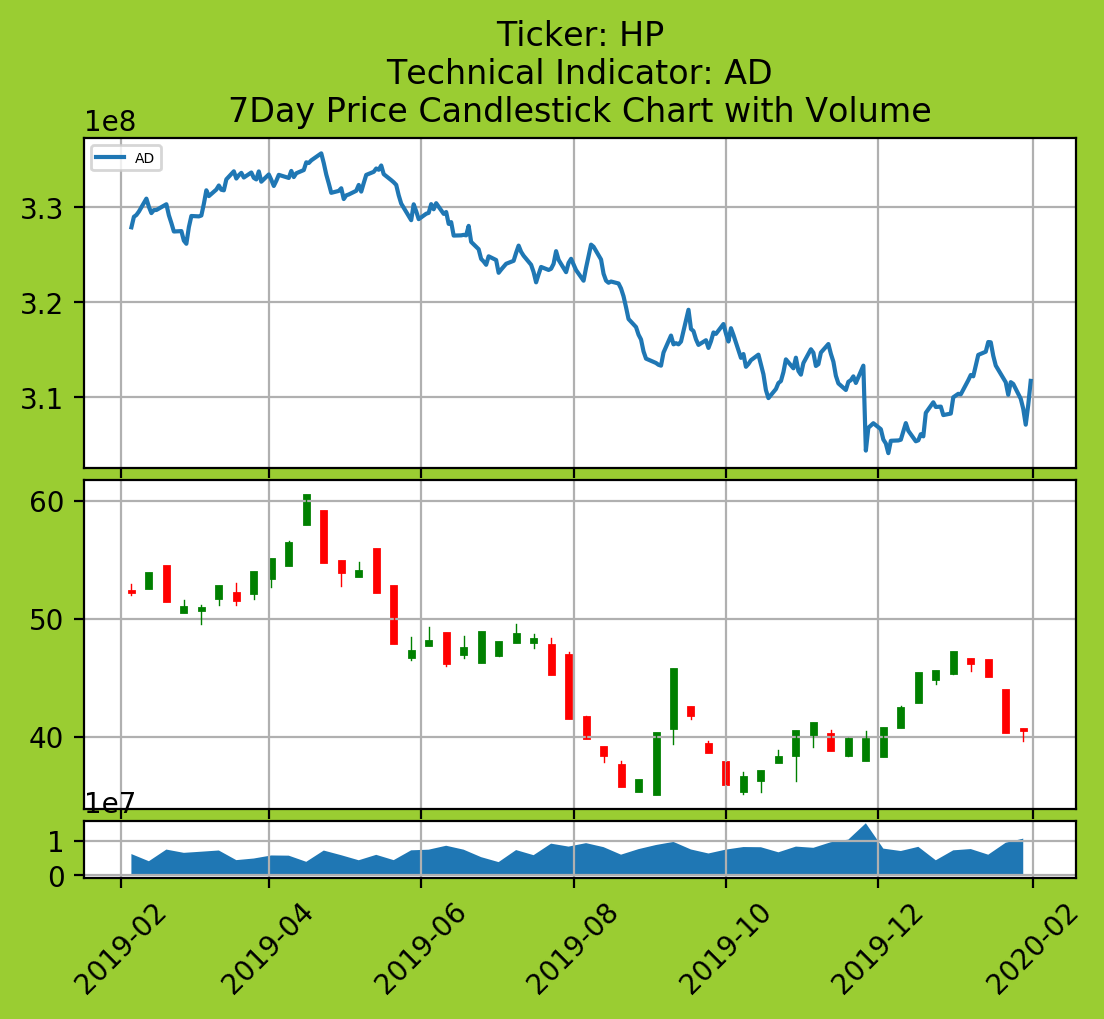 Ticker: HP
Technical Indicator: AD
7Day Price Candlestick Chart with Volume
1e8
AD
3.3
3.2
3.1
60
50
40
1e7
1
0
2019-02
2019-04
2019-06
2019-08
2019-10
2019-12
2020-02